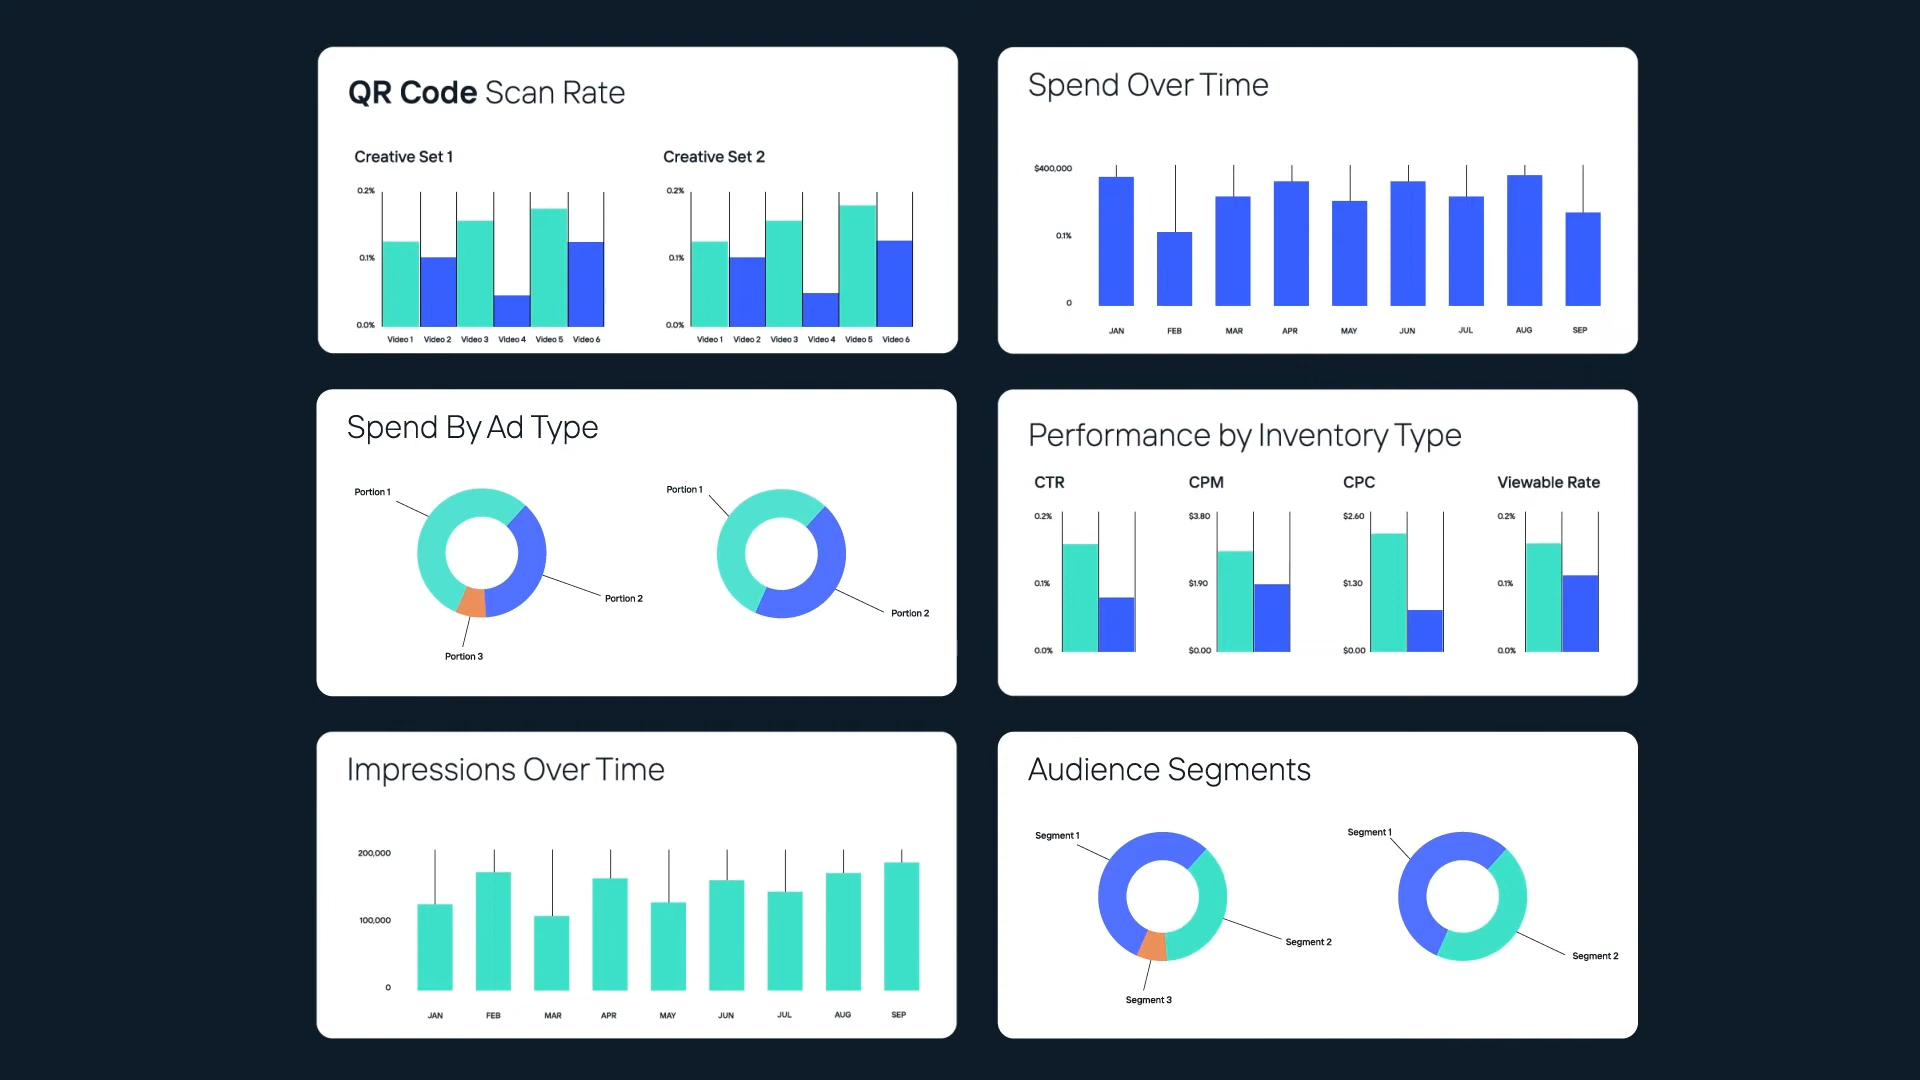 QR Code Scan Rate
Creative Set 1
0.2%
0.1%
0.0%
Video 1 Video 2 Video 3 Video 4 Video 5 Video 6
Creative Set 2
0.2%
0.1%
0.0%
Video 1 Video 2 Video 3 Video 4 Video 5 Video 6
Spend Over Time
$400,000
0.1%
0
JAN FEB MAR APR MAY JUN JUL AUG SEP
Spend By Ad Type
Portion 1
Portion 2
Portion 3
Portion 1
Portion 2
Performance by Inventory Type
CTR
0.2%
0.1%
0.0%
CPM
$3.80
$1.90
$0.00
CPC
$2.60
$1.30
$0.00
Viewable Rate
0.2%
0.1%
0.0%
Impressions Over Time
200,000
100,000
0
JAN FEB MAR APR MAY JUN JUL AUG SEP
Audience Segments
Segment 1
Segment 2
Segment 3
Segment 1
Segment 2